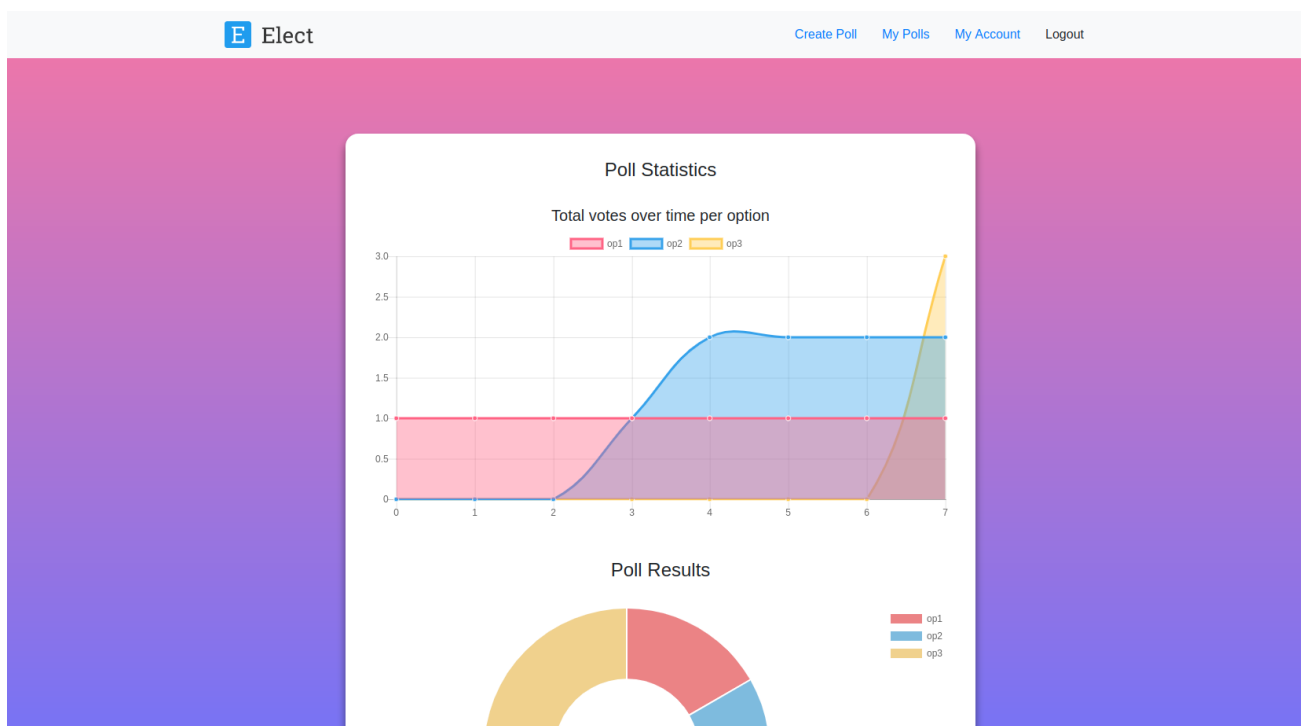 E Elect Create Poll My Polls My Account Logout
Poll Statistics
Total votes over time per option
op1 op2 op3
3.0
2.5
2.0
1.5
1.0
0.5
0
0 1 2 3 4 5 6 7
Poll Results
op1
op2
op3